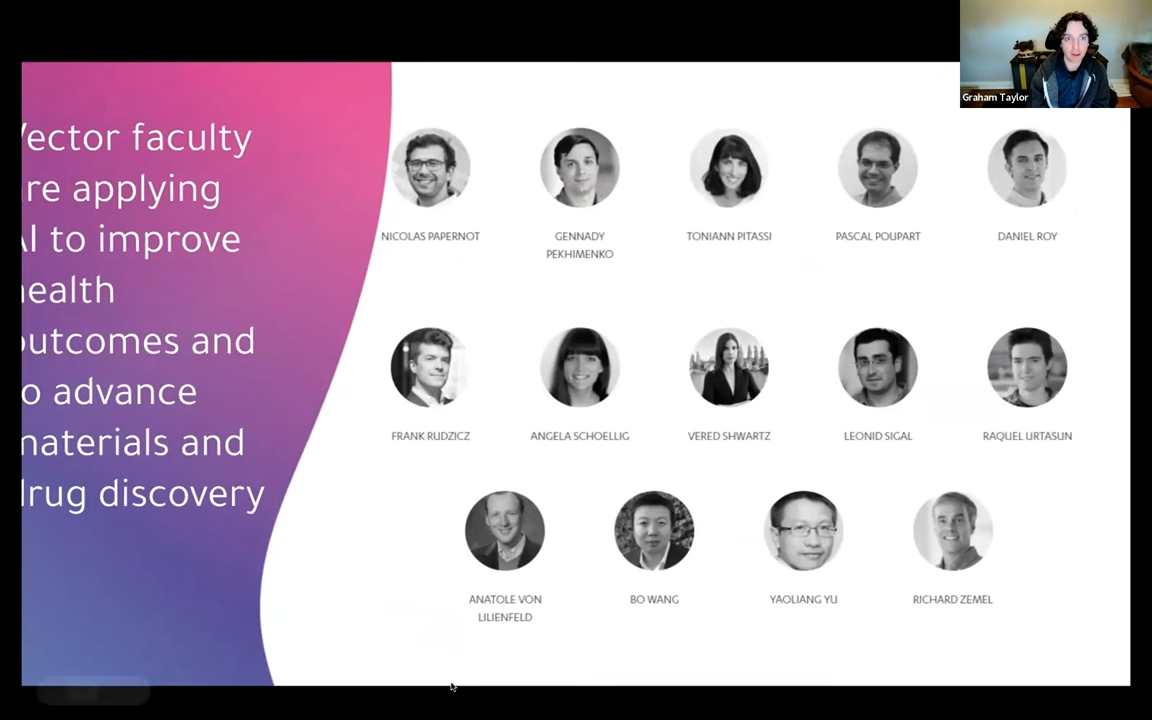 Graham Taylor
Vector faculty
are applying
AI to improve
health
outcomes and
to advance
materials and
drug discovery
NICOLAS PAPERNOT
GENNADY
PEKHIMENKO
TONIANN PITASSI
PASCAL POUPART
DANIEL ROY
FRANK RUDZICZ
ANGELA SCHOELLIG
VERED SHWARTZ
LEONID SIGAL
RAQUEL URTASUN
ANATOLE VON
LILIENFELD
BO WANG
YAOLIANG YU
RICHARD ZEMEL